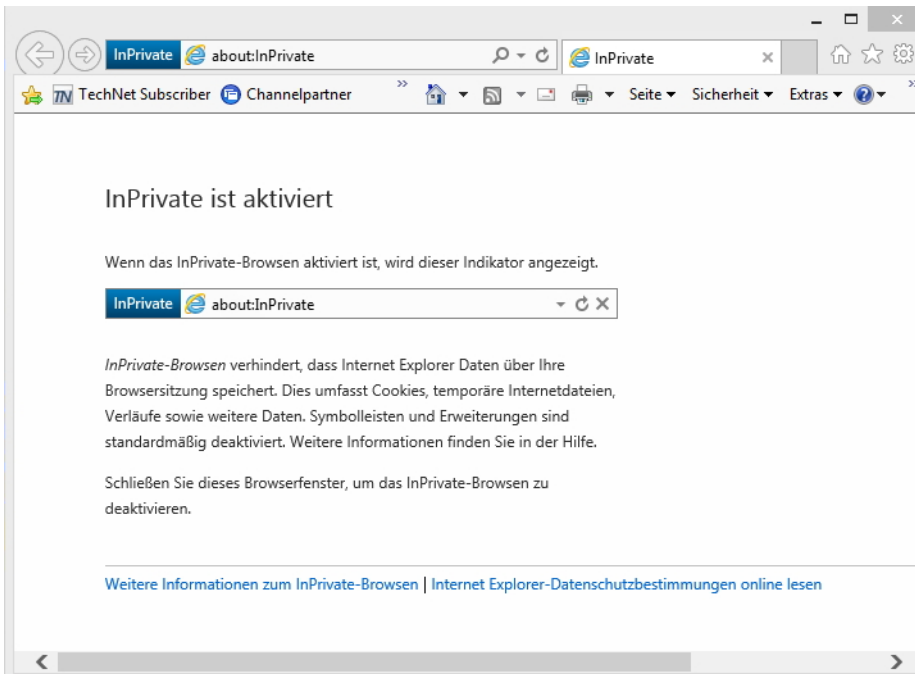 InPrivate about:InPrivate InPrivate
TN TechNet Subscriber Channelpartner Seite Sicherheit Extras
InPrivate ist aktiviert
Wenn das InPrivate-Browsen aktiviert ist, wird dieser Indikator angezeigt.
InPrivate about:InPrivate
InPrivate-Browsen verhindert, dass Internet Explorer Daten über Ihre
Browsersitzung speichert. Dies umfasst Cookies, temporäre Internetdateien,
Verläufe sowie weitere Daten. Symbolleisten und Erweiterungen sind
standardmäßig deaktiviert. Weitere Informationen finden Sie in der Hilfe.
Schließen Sie dieses Browserfenster, um das InPrivate-Browsen zu
deaktivieren.
Weitere Informationen zum InPrivate-Browsen | Internet Explorer-Datenschutzbestimmungen online lesen